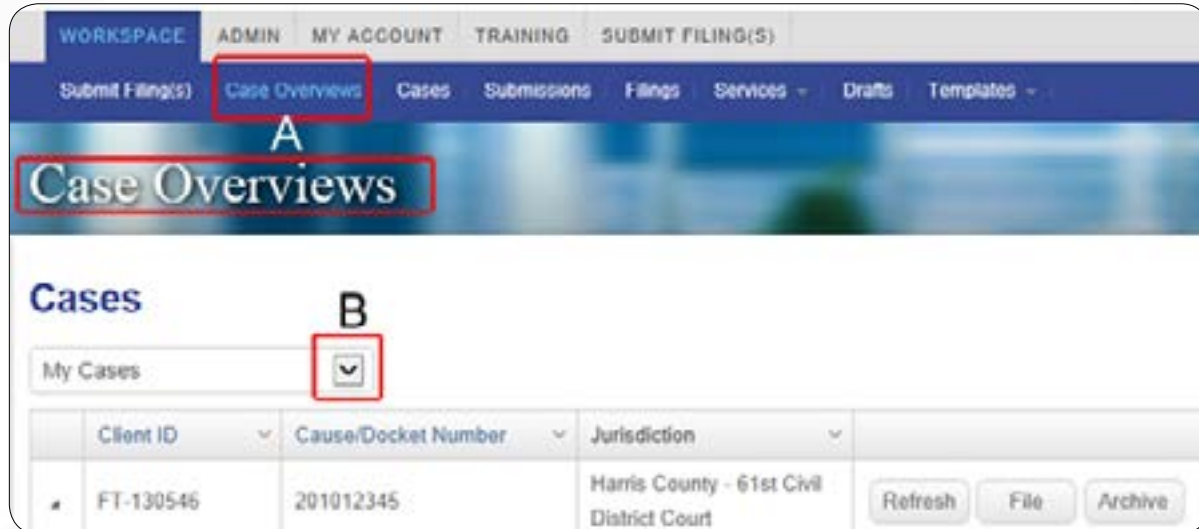 WORKSPACE ADMIN MY ACCOUNT TRAINING SUBMIT FILING(S)
Submit Filing(s) Case Overviews Cases Submissions Filings Services Drafts Templates
A
Case Overviews
Cases
B
My Cases
Client ID Cause/Docket Number Jurisdiction
FT-130546 201012345 Harris County - 61st Civil
District Court
Refresh File Archive